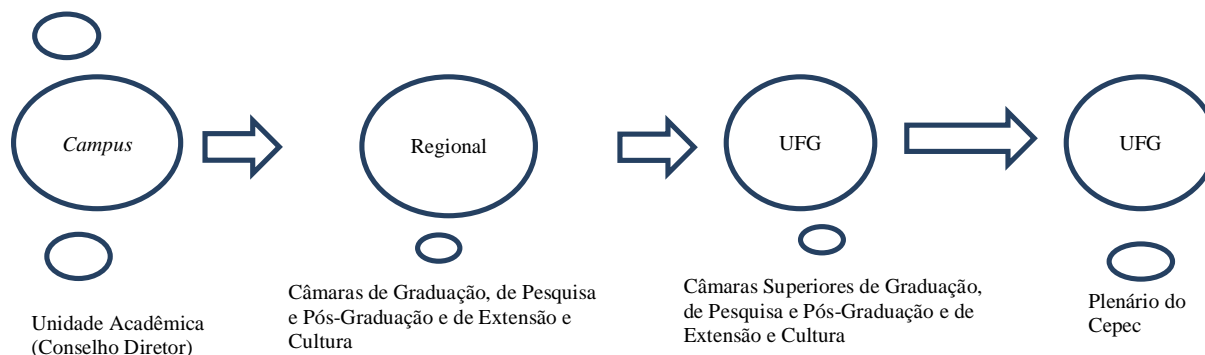 Campus
Regional
UFG
UFG
Unidade Acadêmica
(Conselho Diretor)
Câmaras de Graduação, de Pesquisa
e Pós-Graduação e de Extensão e
Cultura
Câmaras Superiores de Graduação,
de Pesquisa e Pós-Graduação e de
Extensão e Cultura
Plenário do
Cepec